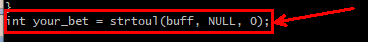 }
int your_bet = strtoul(buff, NULL, 0);